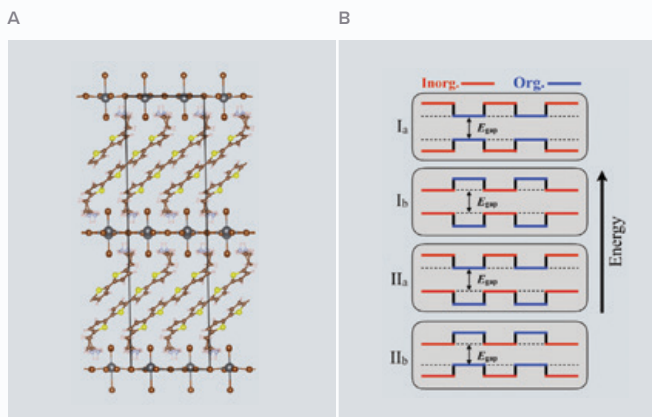 A
B
Inorg. Org.
Ia
Egap
Ib
Egap
IIa
Egap
IIb
Egap
Energy